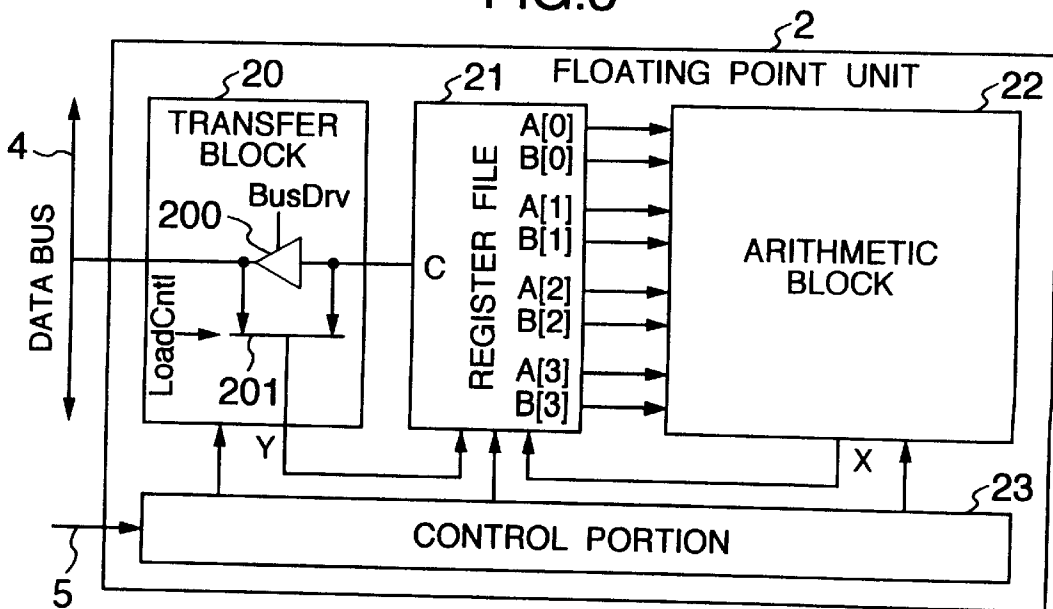 2
20
21
FLOATING POINT UNIT
22
TRANSFER
BLOCK
4
BusDrv
200
DATA BUS
LoadCntl
201
Y
C
REGISTER FILE
A[0]
B[0]
A[1]
B[1]
A[2]
B[2]
A[3]
B[3]
ARITHMETIC
BLOCK
X
23
CONTROL PORTION
5